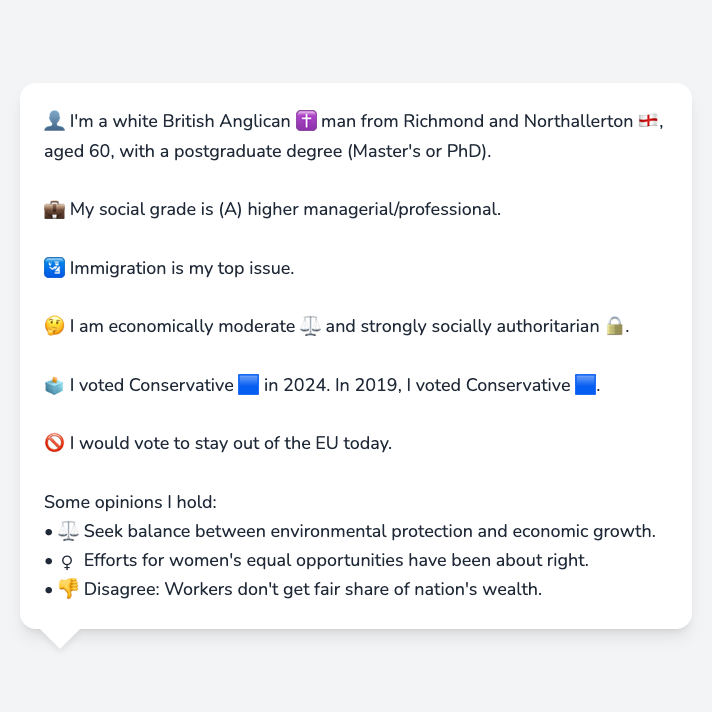 👤 I'm a white British Anglican ✝️ man from Richmond and Northallerton 🏴󠁧󠁢󠁥󠁮󠁧󠁿,
aged 60, with a postgraduate degree (Master's or PhD).
💼 My social grade is (A) higher managerial/professional.
🛂 Immigration is my top issue.
🤔 I am economically moderate ⚖️ and strongly socially authoritarian 🔒.
🗳️ I voted Conservative 🟦 in 2024. In 2019, I voted Conservative 🟦.
🚫 I would vote to stay out of the EU today.
Some opinions I hold:
• ⚖️ Seek balance between environmental protection and economic growth.
• ♀ Efforts for women's equal opportunities have been about right.
• 👎 Disagree: Workers don't get fair share of nation's wealth.